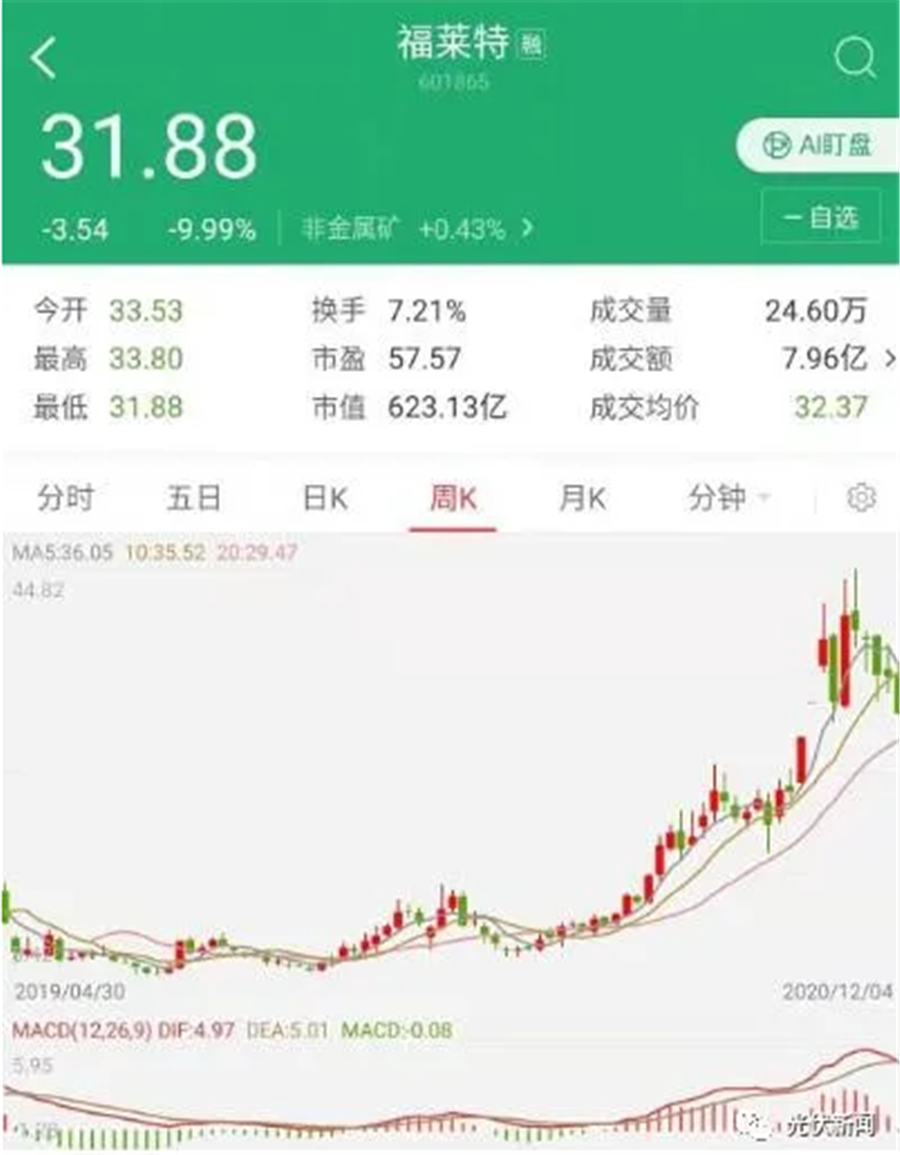 福莱特 融
601865
31.88
AI盯盘
-3.54 -9.99% 非金属矿 +0.43%
一自选
今开 33.53 换手 7.21% 成交量 24.60万
最高 33.80 市盈 57.57 成交额 7.96亿
最低 31.88 市值 623.13亿 成交均价 32.37
分时 五日 日K 周K 月K 分钟
MA5:36.05 10:35.52 20:29.47
44.82
2019/04/30 2020/12/04
MACD(12,26,9) DIF:4.97 DEA:5.01 MACD:-0.08
5.95
光伏新闻